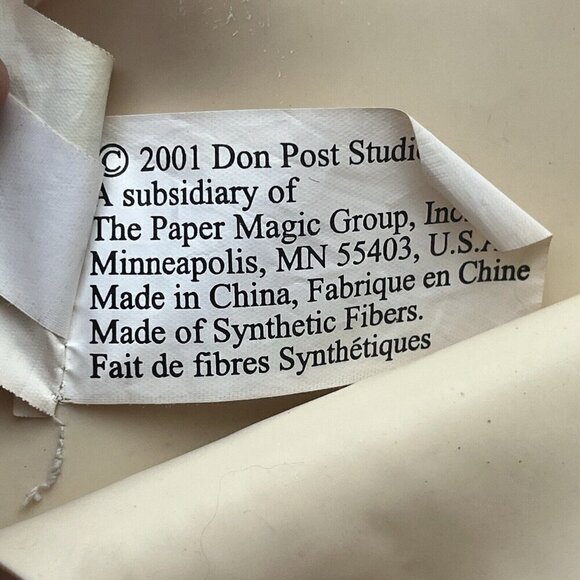 © 2001 Don Post Studi
A subsidiary of
The Paper Magic Group, Inc.
Minneapolis, MN 55403, U.S.A.
Made in China, Fabrique en Chine
Made of Synthetic Fibers.
Fait de fibres Synthétiques